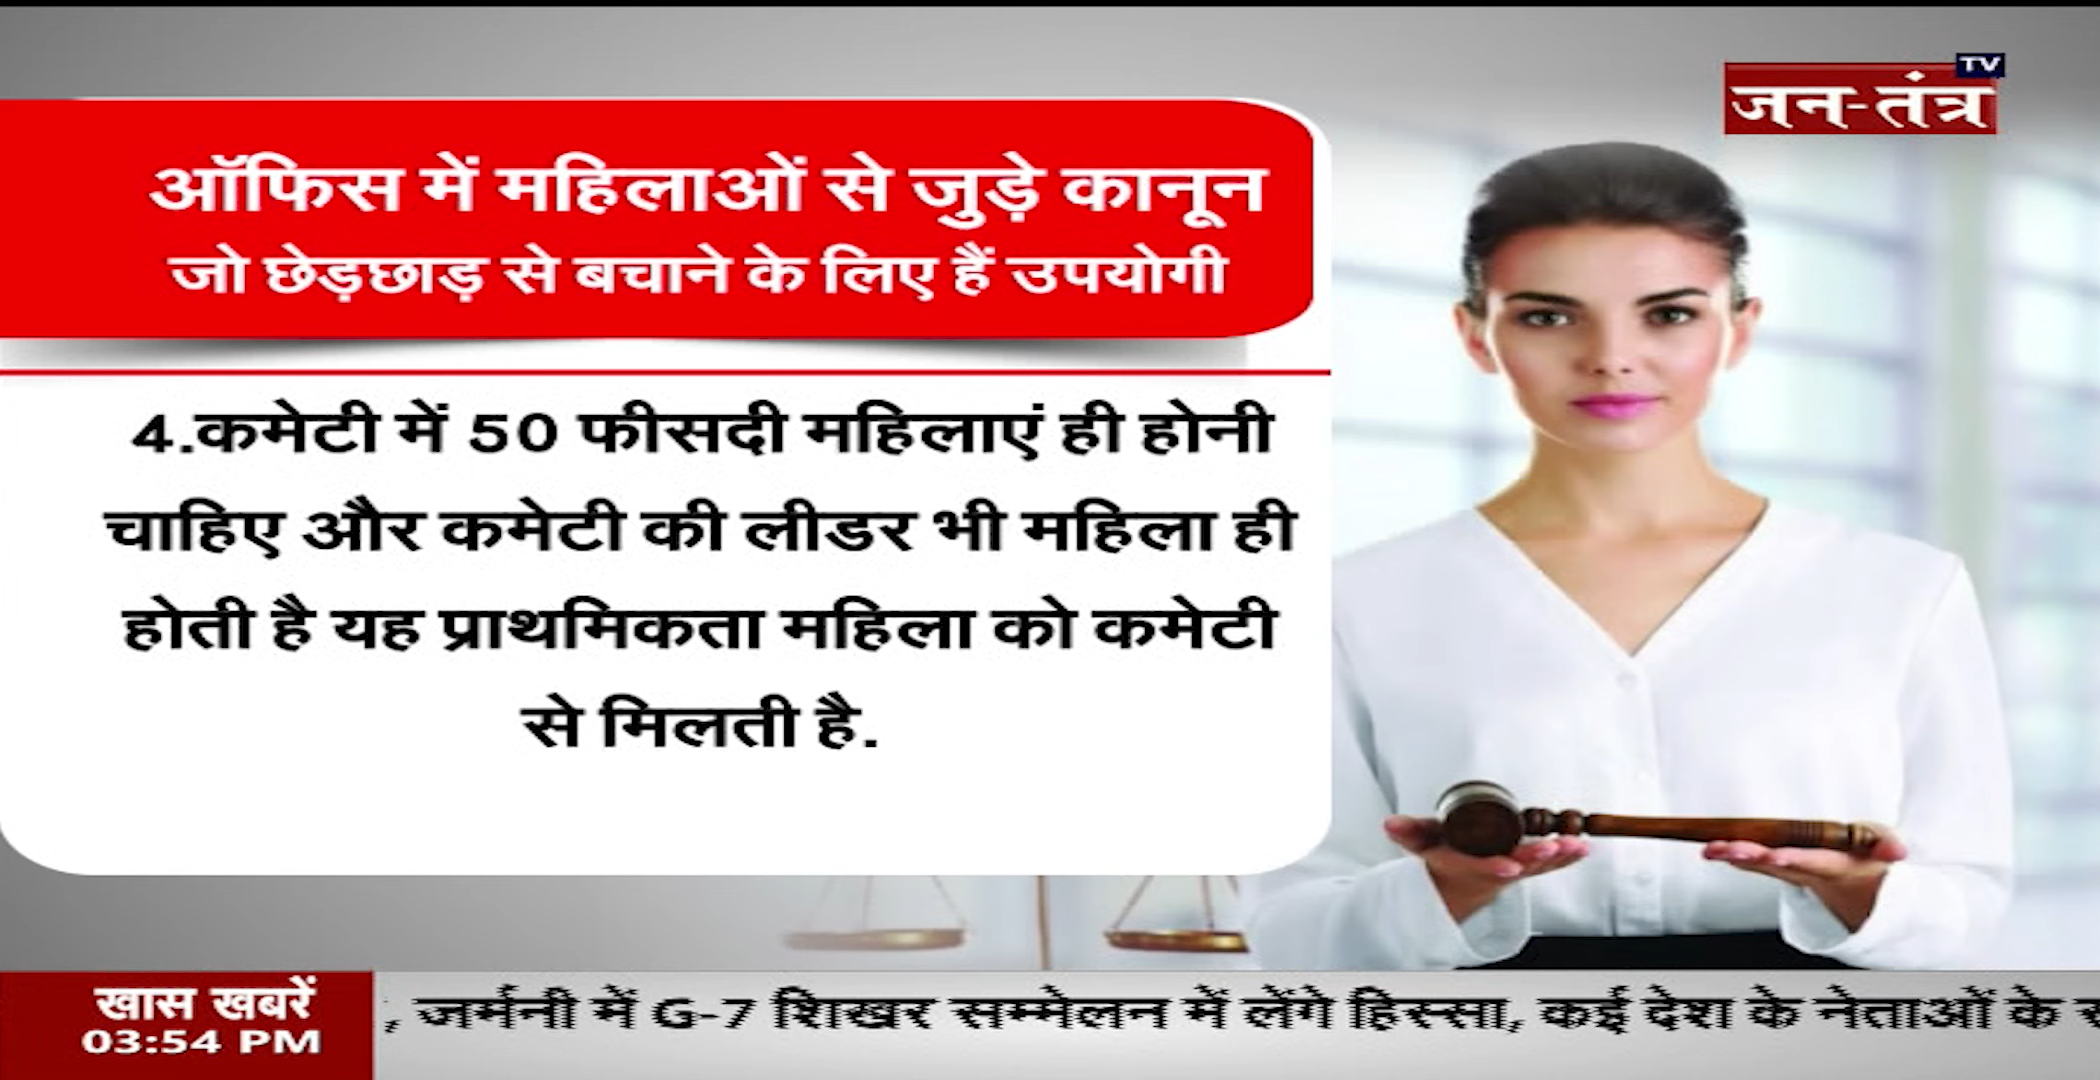 TV
जन-तंत्र
ऑफिस में महिलाओं से जुड़े कानून
जो छेड़छाड़ से बचाने के लिए हैं उपयोगी
4.कमेटी में 50 फीसदी महिलाएं ही होनी
चाहिए और कमेटी की लीडर भी महिला ही
होती है यह प्राथमिकता महिला को कमेटी
से मिलती है.
खास खबरें
03:54 PM
, जर्मनी में G-7 शिखर सम्मेलन में लेंगे हिस्सा, कई देश के नेताओं के